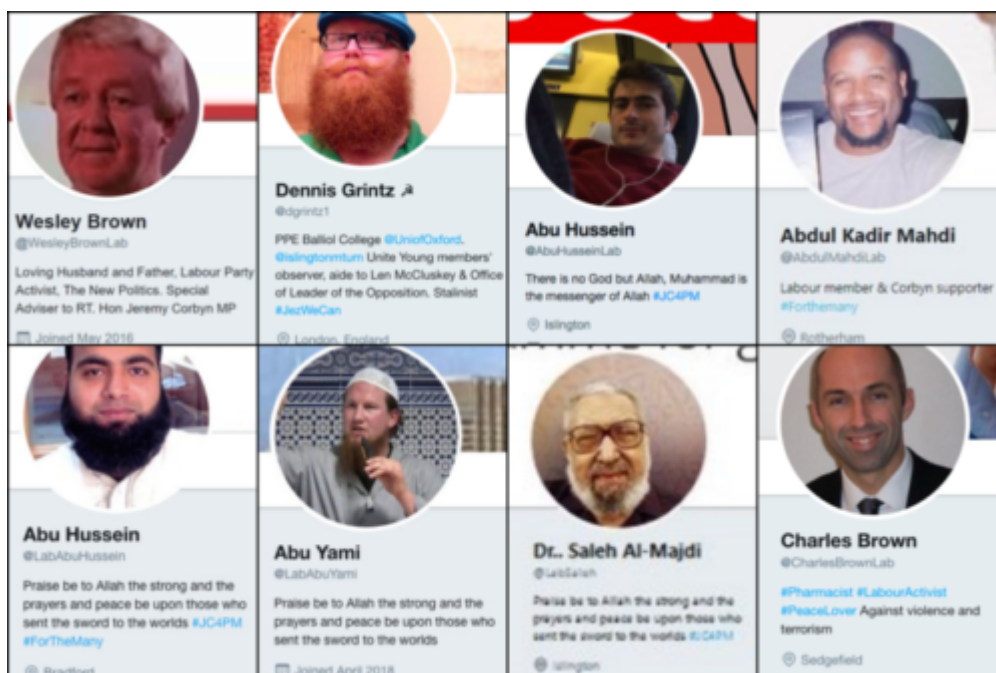 Wesley Brown
@WesleyBrownLab
Loving Husband and Father, Labour Party
Activist, The New Politics. Special
Adviser to RT. Hon Jeremy Corbyn MP
Joined May 2016
Dennis Grintz ☭
@dgrintz1
PPE Balliol College @UniofOxford.
@islingtonmtum Unite Young members'
observer, aide to Len McCluskey & Office
of Leader of the Opposition. Stalinist
#JezWeCan
London, England
Abu Hussein
@AbuHusseinLab
There is no God but Allah, Muhammad is
the messenger of Allah #JC4PM
Islington
Abdul Kadir Mahdi
@AbdulMahdiLab
Labour member & Corbyn supporter
#Forthemany
Rotherham
Abu Hussein
@LabAbuHussein
Praise be to Allah the strong and the
prayers and peace be upon those who
sent the sword to the worlds #JC4PM
#ForTheMany
Bradford
Abu Yami
@LabAbuYami
Praise be to Allah the strong and the
prayers and peace be upon those who
sent the sword to the worlds
Joined April 2018
Dr.. Saleh Al-Majdi
@LabSaleh
Praise be to Allah the strong and the
prayers and peace be upon those who
sent the sword to the worlds #JC4PM
Islington
Charles Brown
@CharlesBrownLab
#Pharmacist #LabourActivist
#PeaceLover Against violence and
terrorism
Sedgefield